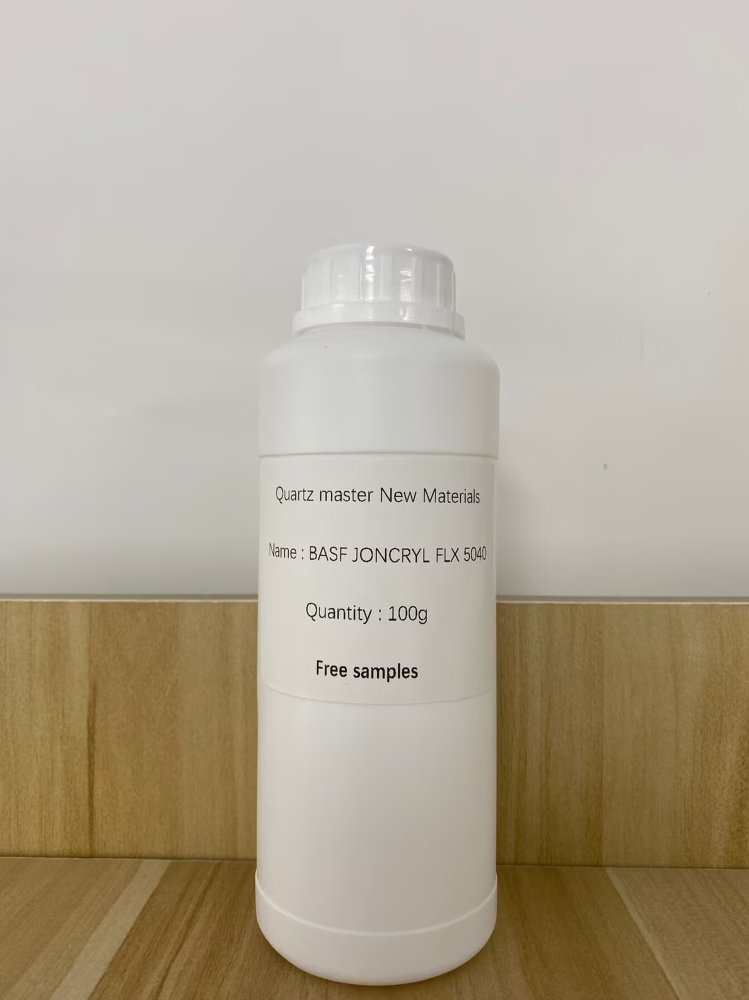 Quartz master New Materials
Name : BASF JONCRYL FLX 5040
Quantity : 100g
Free samples